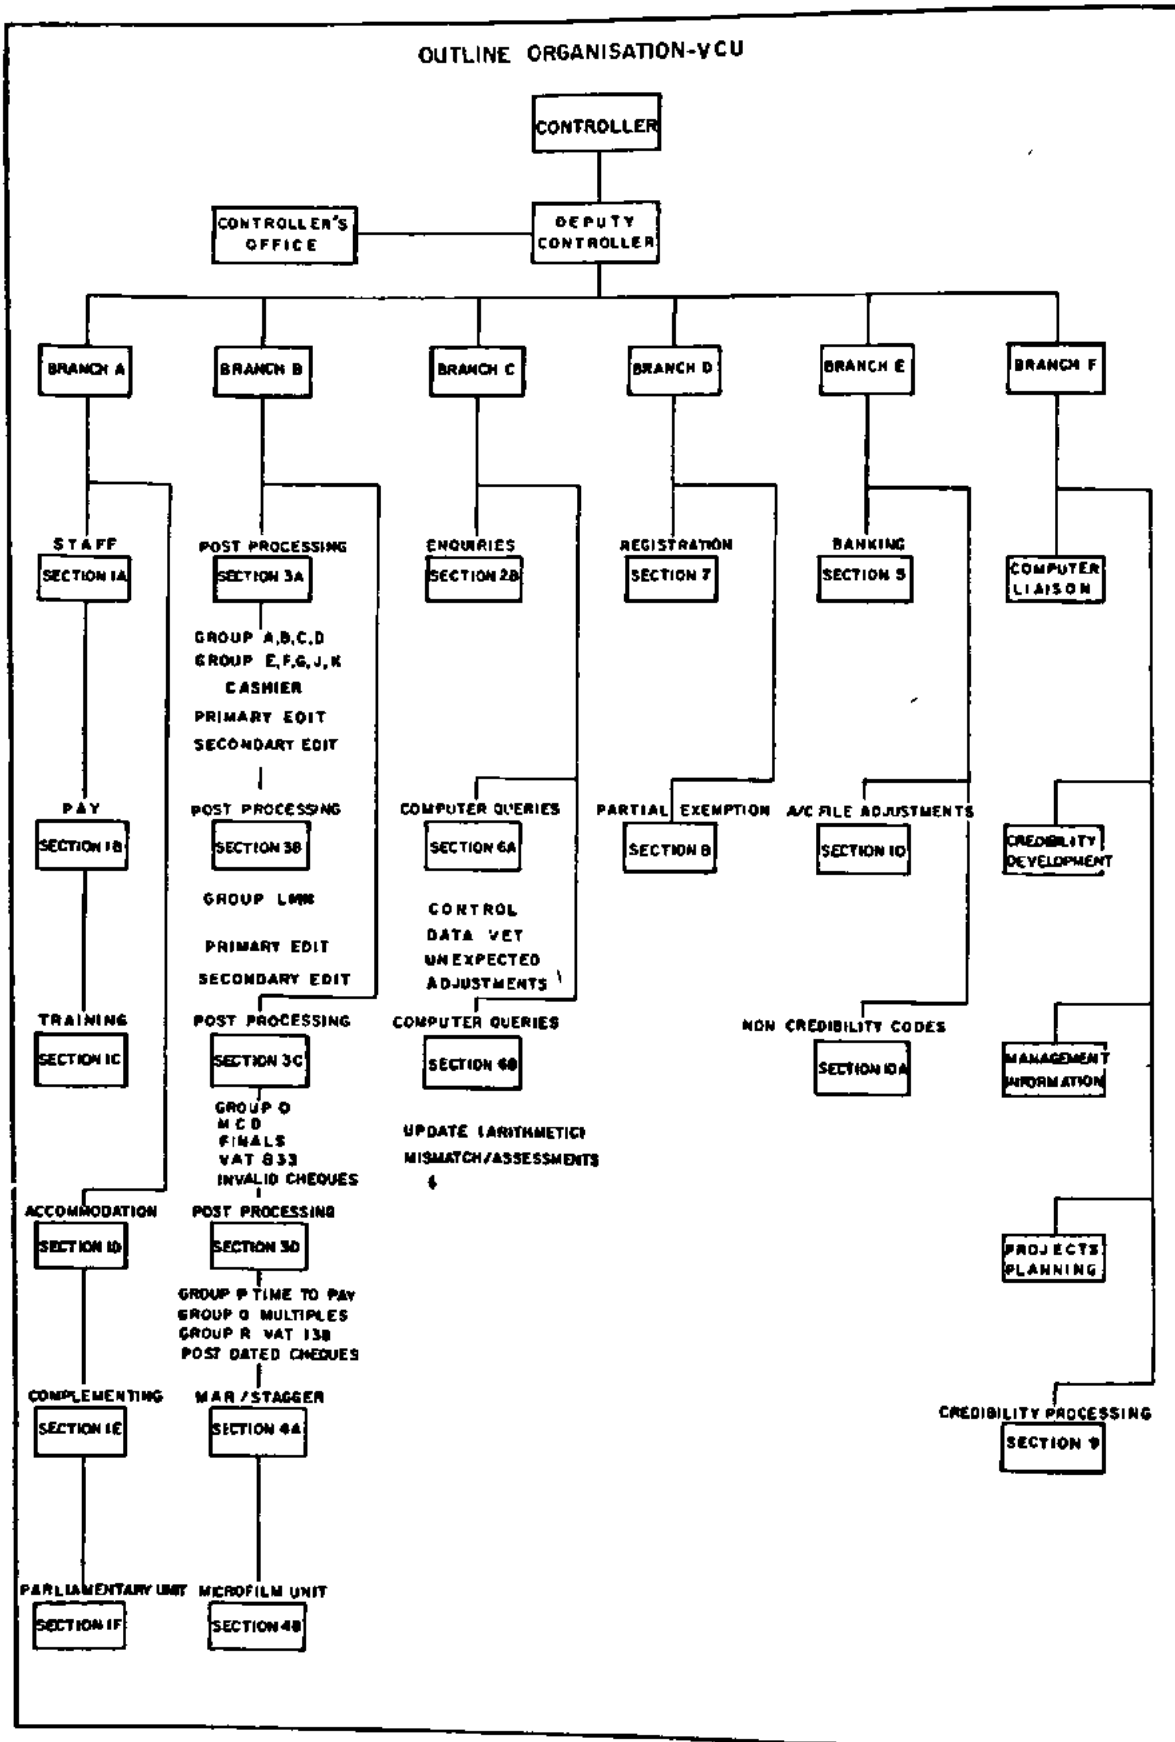 OUTLINE ORGANISATION-VCU
CONTROLLER
CONTROLLER'S
OFFICE
DEPUTY
CONTROLLER
BRANCH A
BRANCH B
BRANCH C
BRANCH D
BRANCH E
BRANCH F
STAFF
SECTION 1A
PAY
SECTION 1B
TRAINING
SECTION 1C
ACCOMMODATION
SECTION 1D
COMPLEMENTING
SECTION 1E
PARLIAMENTARY UNIT
SECTION 1F
POST PROCESSING
SECTION 3A
GROUP A,B,C,D
GROUP E,F,G,J,K
CASHIER
PRIMARY EDIT
SECONDARY EDIT
POST PROCESSING
SECTION 3B
GROUP LMN
PRIMARY EDIT
SECONDARY EDIT
POST PROCESSING
SECTION 3C
GROUP O
MCD
FINALS
VAT 833
INVALID CHEQUES
POST PROCESSING
SECTION 3D
GROUP P TIME TO PAY
GROUP Q MULTIPLES
GROUP R VAT 138
POST DATED CHEQUES
MAR/STAGGER
SECTION 4A
MICROFILM UNIT
SECTION 4B
ENQUIRIES
SECTION 2B
COMPUTER QUERIES
SECTION 6A
CONTROL
DATA VET
UNEXPECTED
ADJUSTMENTS
COMPUTER QUERIES
SECTION 6B
UPDATE (ARITHMETIC)
MISMATCH/ASSESSMENTS
REGISTRATION
SECTION 7
PARTIAL EXEMPTION
SECTION 8
BANKING
SECTION 5
A/C FILE ADJUSTMENTS
SECTION 10
NON CREDIBILITY CODES
SECTION 10A
COMPUTER
LIAISON
CREDIBILITY
DEVELOPMENT
MANAGEMENT
INFORMATION
PROJECTS
PLANNING
CREDIBILITY PROCESSING
SECTION 9